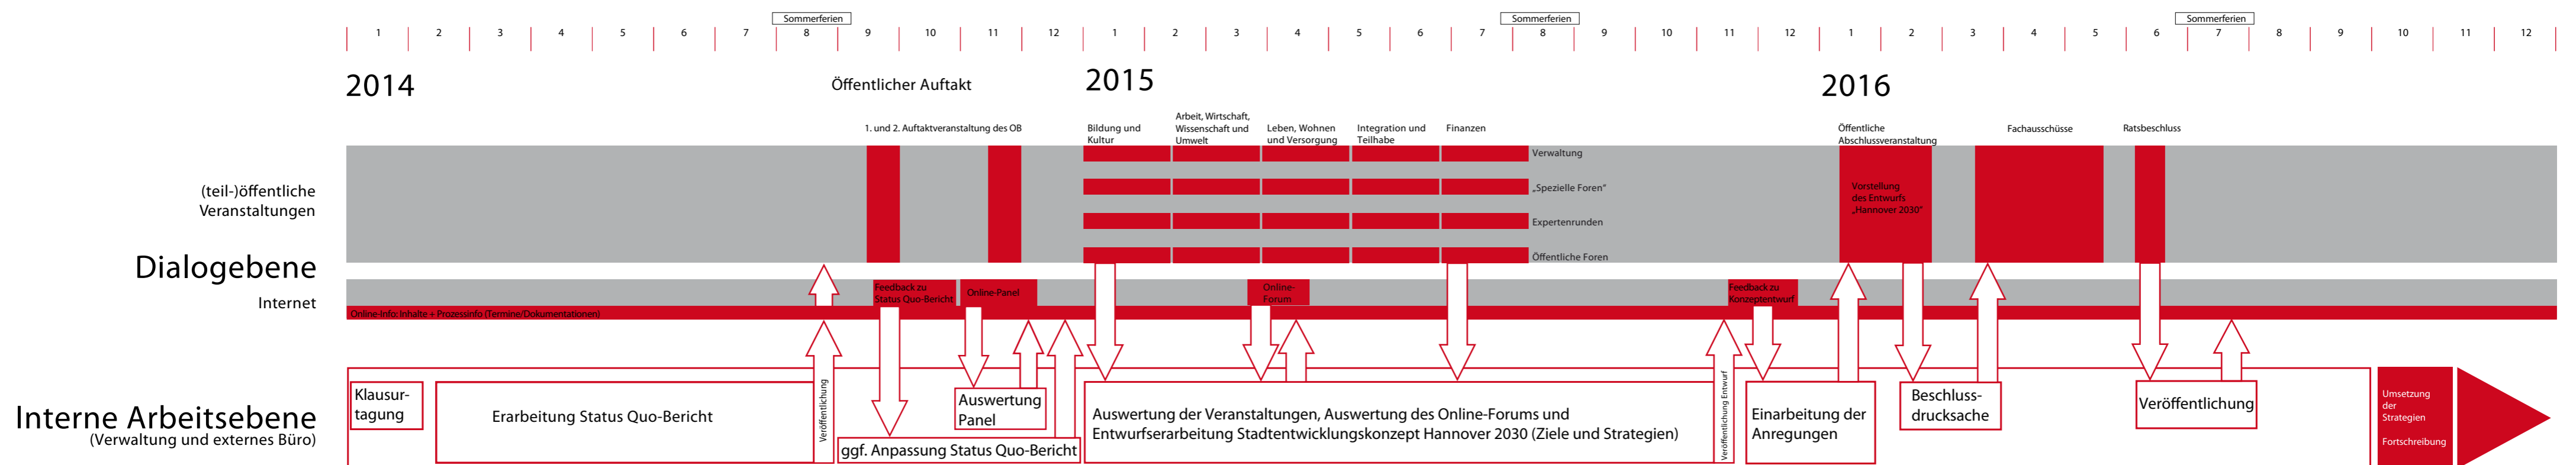 Sommerferien
Sommerferien
Sommerferien
1 2 3 4 5 6 7 8 9 10 11 12 1 2 3 4 5 6 7 8 9 10 11 12 1 2 3 4 5 6 7 8 9 10 11 12
2014
Öffentlicher Auftakt
2015
2016
1. und 2. Auftaktveranstaltung des OB
Bildung und
Kultur
Arbeit, Wirtschaft,
Wissenschaft und
Umwelt
Leben, Wohnen
und Versorgung
Integration und
Teilhabe
Finanzen
Öffentliche
Abschlussveranstaltung
Fachausschüsse
Ratsbeschluss
(teil-)öffentliche
Veranstaltungen
Verwaltung
„Spezielle Foren“
Expertenrunden
Öffentliche Foren
Vorstellung
des Entwurfs
„Hannover 2030“
Dialogebene
Internet
Feedback zu
Status Quo-Bericht
Online-Panel
Online-
Forum
Feedback zu
Konzeptentwurf
Online-Info: Inhalte + Prozessinfo (Termine/Dokumentationen)
Interne Arbeitsebene
(Verwaltung und externes Büro)
Klausur-
tagung
Erarbeitung Status Quo-Bericht
Veröffentlichung
Auswertung
Panel
ggf. Anpassung Status Quo-Bericht
Auswertung der Veranstaltungen, Auswertung des Online-Forums und
Entwurfserarbeitung Stadtentwicklungskonzept Hannover 2030 (Ziele und Strategien)
Veröffentlichung Entwurf
Einarbeitung der
Anregungen
Beschluss-
drucksache
Veröffentlichung
Umsetzung
der
Strategien
Fortschreibung